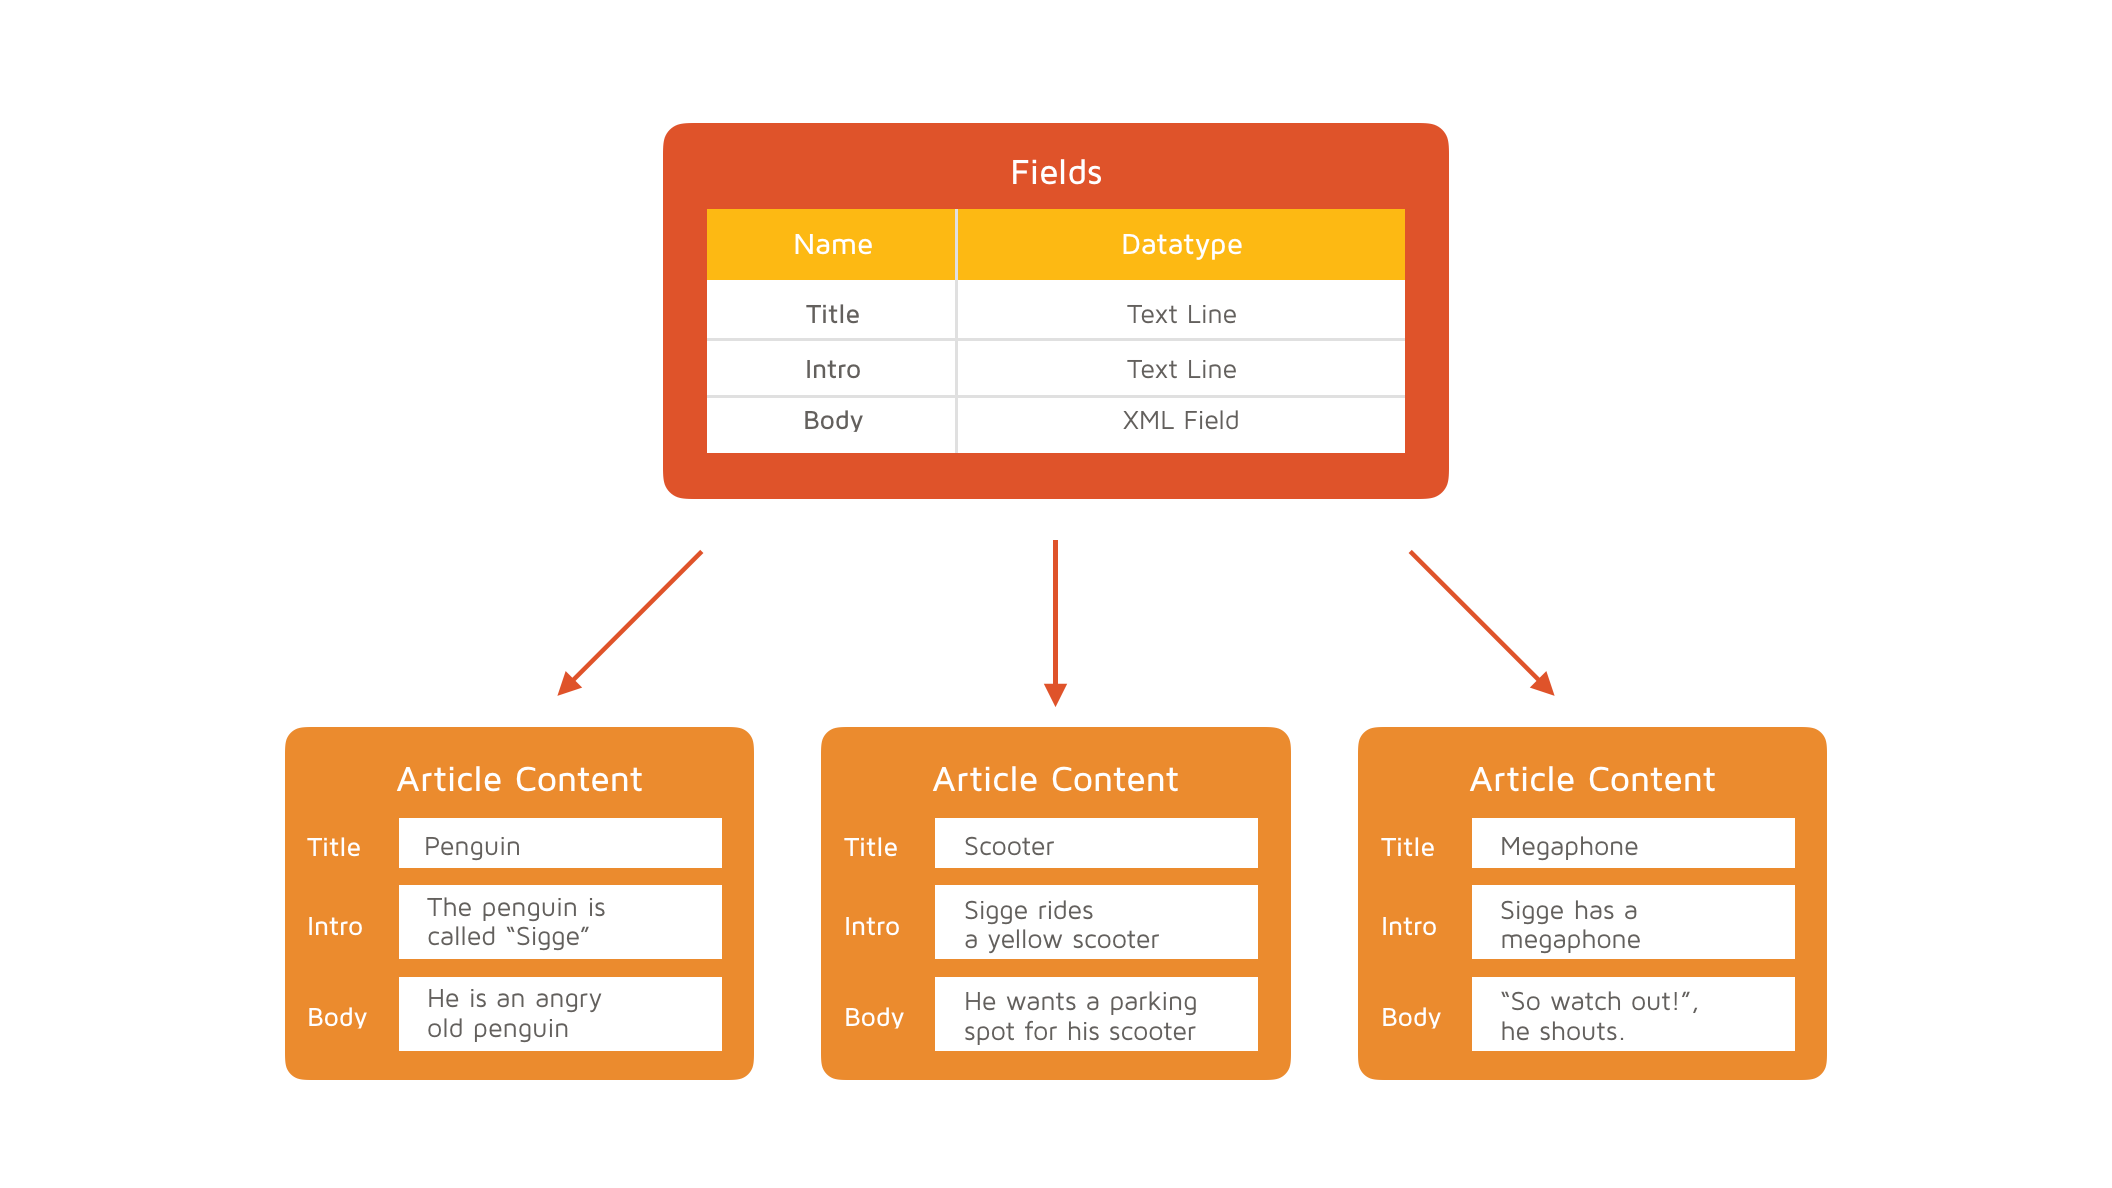 Fields
Name Datatype
Title Text Line
Intro Text Line
Body XML Field
Article Content
Title Penguin
Intro The penguin is
called “Sigge”
Body He is an angry
old penguin
Article Content
Title Scooter
Intro Sigge rides
a yellow scooter
Body He wants a parking
spot for his scooter
Article Content
Title Megaphone
Intro Sigge has a
megaphone
Body “So watch out!”,
he shouts.